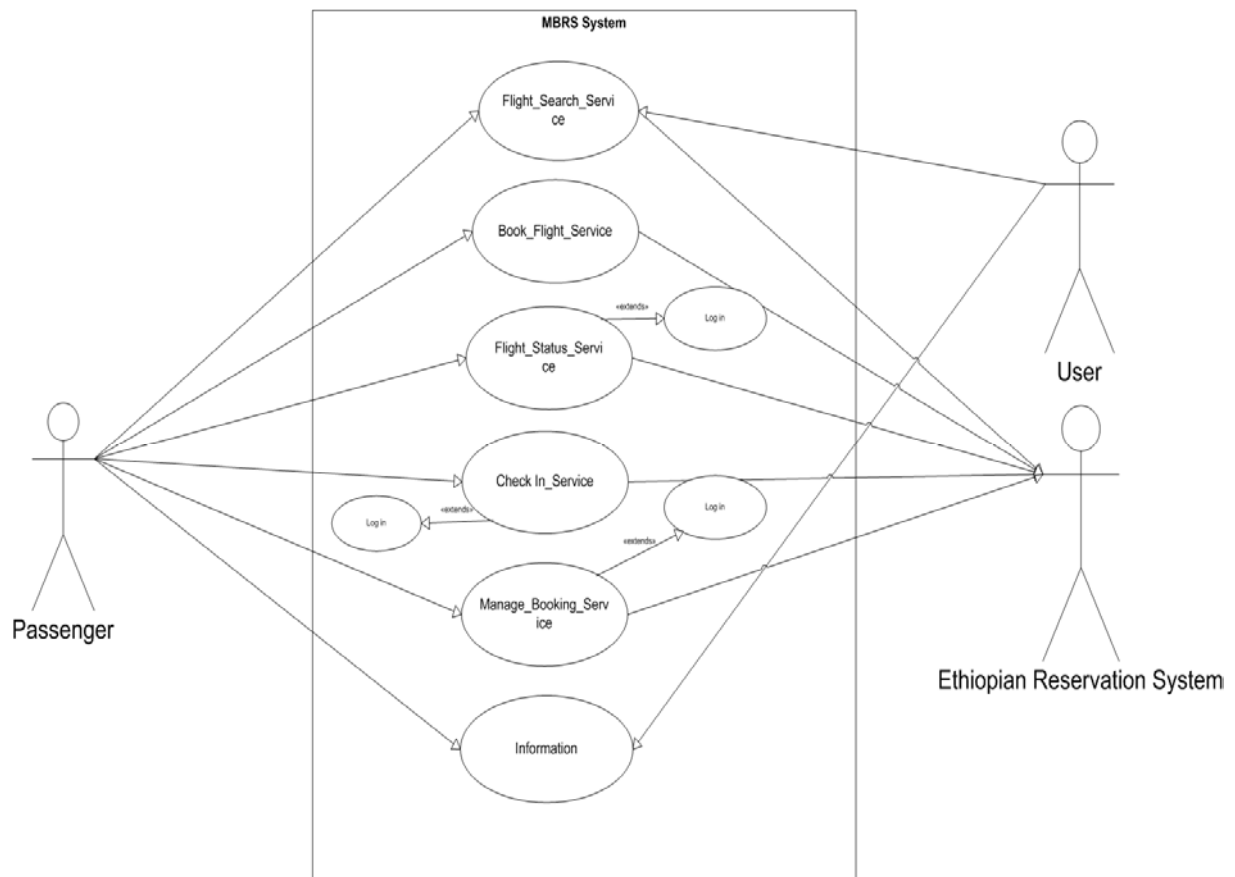 MBRS System
Flight_Search_Servi
ce
Book_Flight_Service
«extends»
Log in
Flight_Status_Servi
ce
User
Check In_Service
Log in
«extends»
Log in
«extends»
Manage_Booking_Serv
ice
Passenger
Ethiopian Reservation System
Information